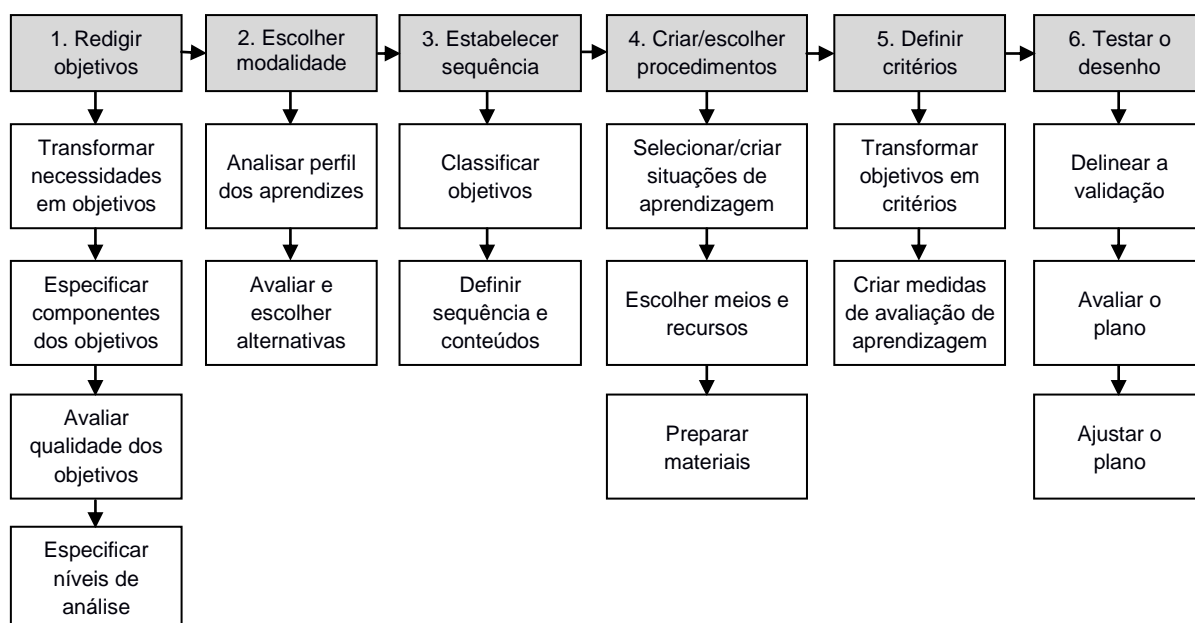 1. Redigir
objetivos
2. Escolher
modalidade
3. Estabelecer
sequência
4. Criar/escolher
procedimentos
5. Definir
critérios
6. Testar o
desenho
Transformar
necessidades
em objetivos
Analisar perfil
dos aprendizes
Classificar
objetivos
Selecionar/criar
situações de
aprendizagem
Transformar
objetivos em
critérios
Delinear a
validação
Especificar
componentes
dos objetivos
Avaliar e
escolher
alternativas
Definir
sequência e
conteúdos
Escolher meios e
recursos
Criar medidas
de avaliação de
aprendizagem
Avaliar o
plano
Avaliar
qualidade dos
objetivos
Preparar
materiais
Ajustar o
plano
Especificar
níveis de
análise